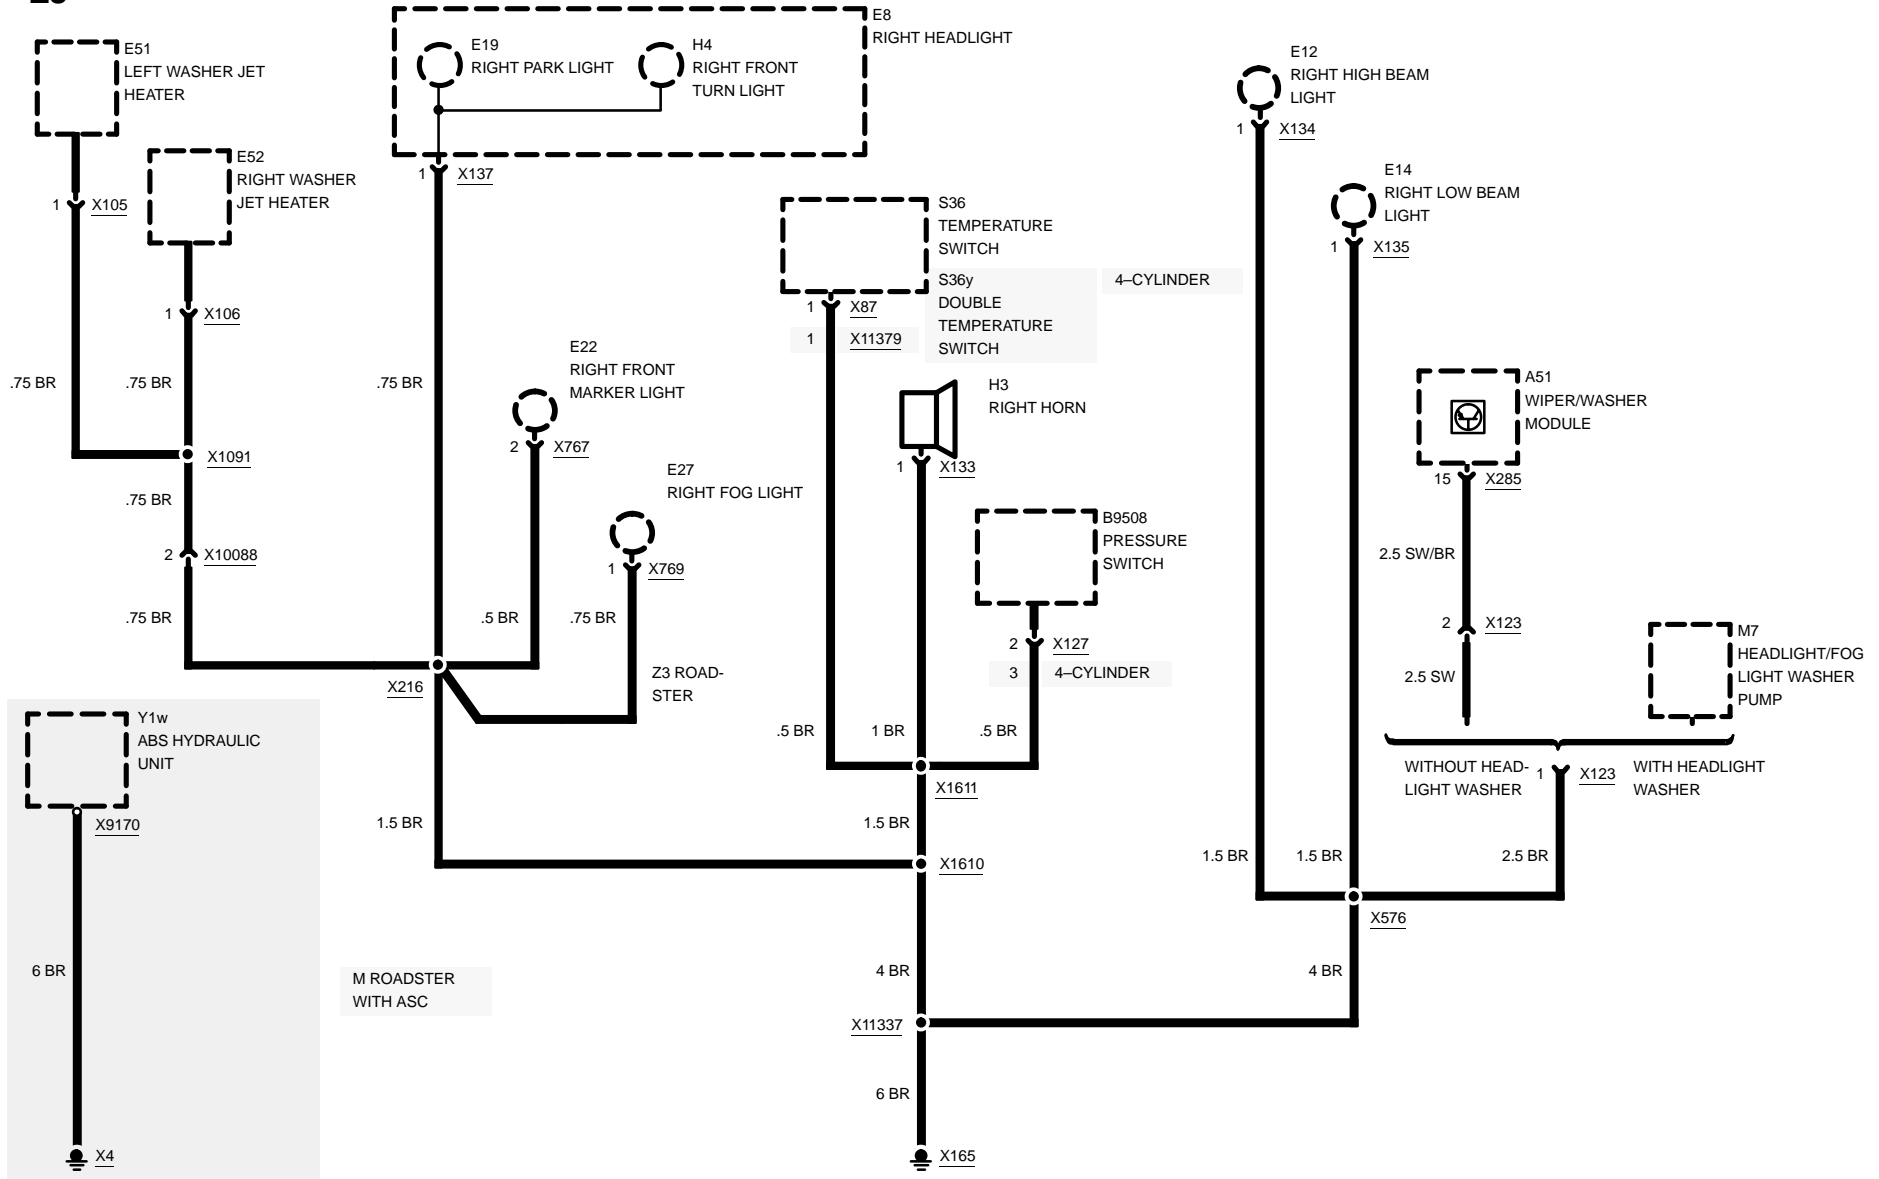 E51
LEFT WASHER JET
HEATER
E52
RIGHT WASHER
JET HEATER
1 X105
1 X106
.75 BR
.75 BR
X1091
.75 BR
2 X10088
.75 BR
E8
RIGHT HEADLIGHT
E19
RIGHT PARK LIGHT
H4
RIGHT FRONT
TURN LIGHT
1 X137
.75 BR
E22
RIGHT FRONT
MARKER LIGHT
2 X767
E27
RIGHT FOG LIGHT
1 X769
.5 BR
.75 BR
X216
Z3 ROAD-
STER
1.5 BR
Y1w
ABS HYDRAULIC
UNIT
X9170
6 BR
X4
M ROADSTER
WITH ASC
S36
TEMPERATURE
SWITCH
S36y
DOUBLE
TEMPERATURE
SWITCH
4–CYLINDER
1 X87
1 X11379
H3
RIGHT HORN
1 X133
B9508
PRESSURE
SWITCH
2 X127
3 4–CYLINDER
.5 BR
1 BR
.5 BR
X1611
1.5 BR
X1610
4 BR
X11337
6 BR
X165
E12
RIGHT HIGH BEAM
LIGHT
1 X134
E14
RIGHT LOW BEAM
LIGHT
1 X135
A51
WIPER/WASHER
MODULE
15 X285
2.5 SW/BR
2 X123
2.5 SW
M7
HEADLIGHT/FOG
LIGHT WASHER
PUMP
WITHOUT HEAD-
LIGHT WASHER
1 X123
WITH HEADLIGHT
WASHER
1.5 BR
1.5 BR
2.5 BR
X576
4 BR